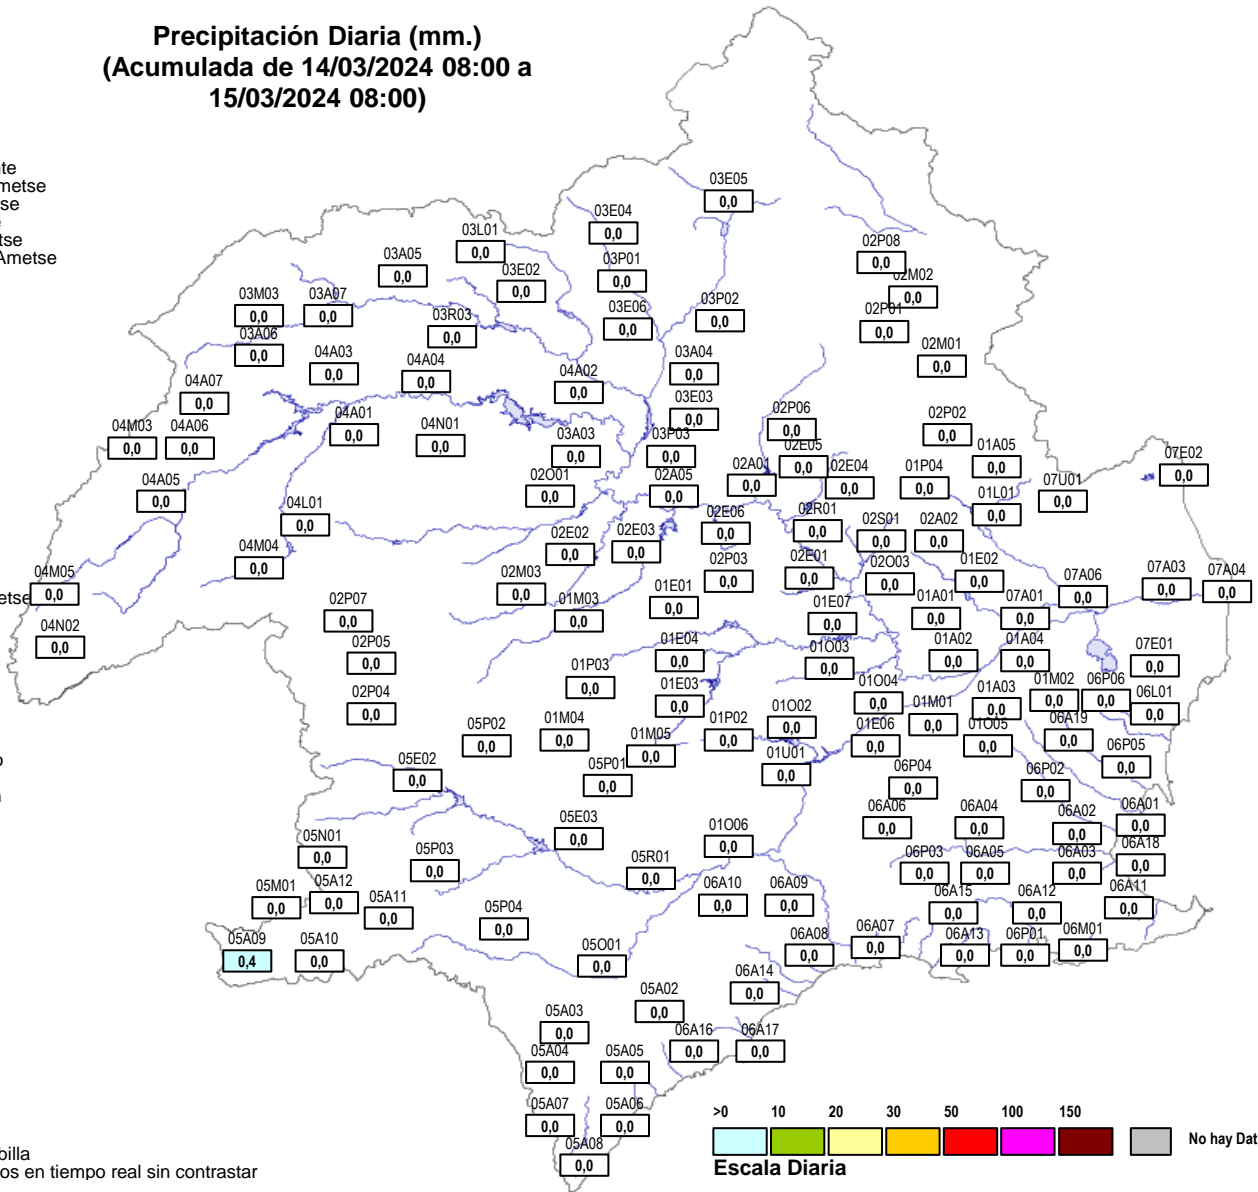 Precipitación Diaria (mm.)
(Acumulada de 14/03/2024 08:00 a
15/03/2024 08:00)
03E05
0,0
03E04
0,0
03L01
0,0
03A05
0,0
03E02
0,0
03P01
0,0
02P08
0,0
02M02
0,0
03M03
0,0
03A07
0,0
03R03
0,0
03E06
0,0
03P02
0,0
02P01
0,0
03A06
0,0
04A03
0,0
04A04
0,0
04A02
0,0
03A04
0,0
02M01
0,0
04A07
0,0
03E03
0,0
04M03
0,0
04A06
0,0
04A01
0,0
04N01
0,0
03A03
0,0
03P03
0,0
02P06
0,0
02P02
0,0
02E05
0,0
01A05
0,0
07E02
0,0
04A05
0,0
02O01
0,0
02A05
0,0
02A01
0,0
02E04
0,0
01P04
0,0
01L01
0,0
07U01
0,0
04L01
0,0
02E06
0,0
02R01
0,0
02S01
0,0
02A02
0,0
04M04
0,0
02E02
0,0
02E03
0,0
02P03
0,0
02E01
0,0
02O03
0,0
01E02
0,0
04M05
0,0
02M03
0,0
01M03
0,0
01E01
0,0
01E07
0,0
01A01
0,0
07A01
0,0
07A06
0,0
07A03
0,0
07A04
0,0
04N02
0,0
02P07
0,0
02P05
0,0
01E04
0,0
01O03
0,0
01A02
0,0
01A04
0,0
07E01
0,0
02P04
0,0
01P03
0,0
01E03
0,0
01O04
0,0
01M01
0,0
01A03
0,0
01M02
0,0
06P06
0,0
06L01
0,0
05P02
0,0
01M04
0,0
01M05
0,0
01P02
0,0
01O02
0,0
01E06
0,0
01O05
0,0
06A19
0,0
06P05
0,0
05E02
0,0
05P01
0,0
01U01
0,0
06P04
0,0
06P02
0,0
05E03
0,0
01O06
0,0
06A06
0,0
06A04
0,0
06A02
0,0
06A01
0,0
05N01
0,0
05P03
0,0
05R01
0,0
06P03
0,0
06A05
0,0
06A03
0,0
06A18
0,0
05M01
0,0
05A12
0,0
05A11
0,0
06A10
0,0
06A09
0,0
06A15
0,0
06A12
0,0
06A11
0,0
05A09
0,4
05A10
0,0
05P04
0,0
05O01
0,0
06A08
0,0
06A07
0,0
06A13
0,0
06P01
0,0
06M01
0,0
05A02
0,0
06A14
0,0
05A03
0,0
06A16
0,0
06A17
0,0
05A04
0,0
05A05
0,0
05A07
0,0
05A06
0,0
05A08
0,0
>0 10 20 30 50 100 150
No hay Dat
Escala Diaria
os en tiempo real sin contrastar